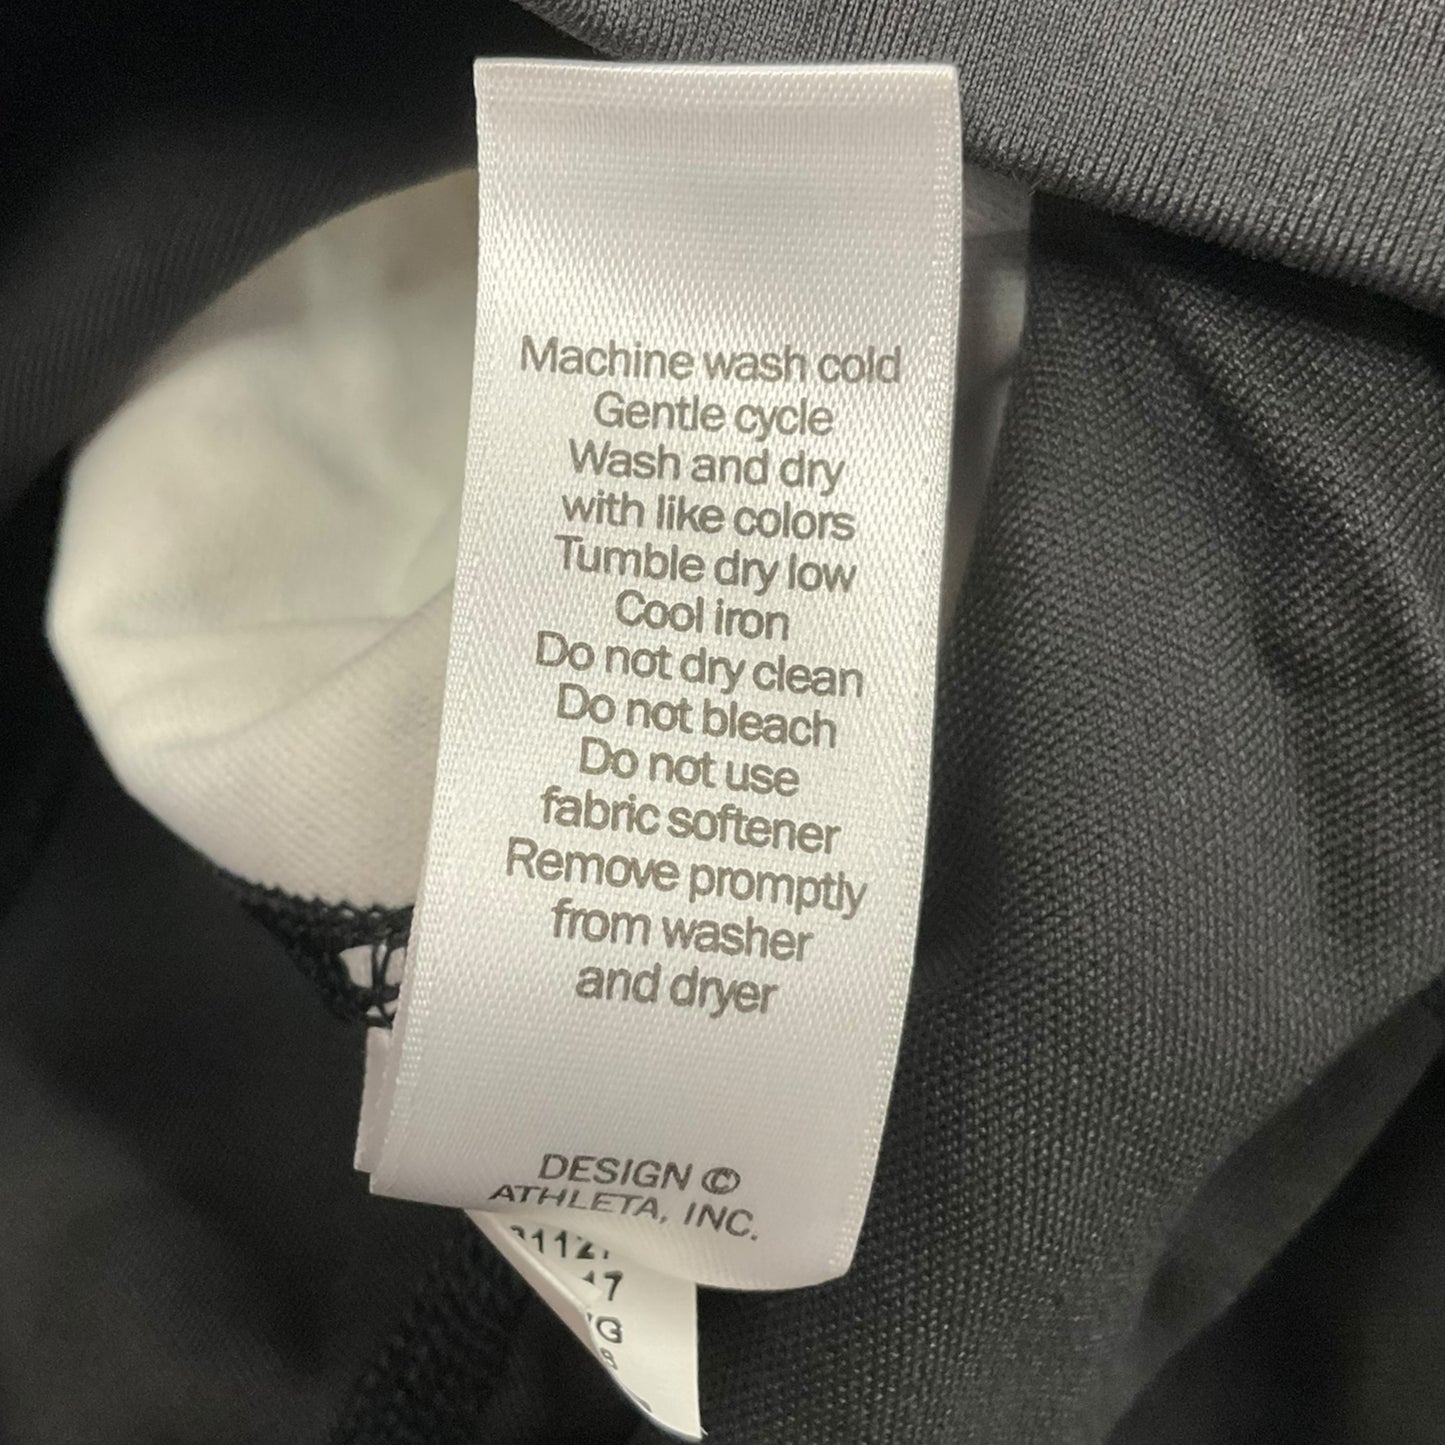 Machine wash cold
Gentle cycle
Wash and dry
with like colors
Tumble dry low
Cool iron
Do not dry clean
Do not bleach
Do not use
fabric softener
Remove promptly
from washer
and dryer
DESIGN ©
ATHLETA, INC.